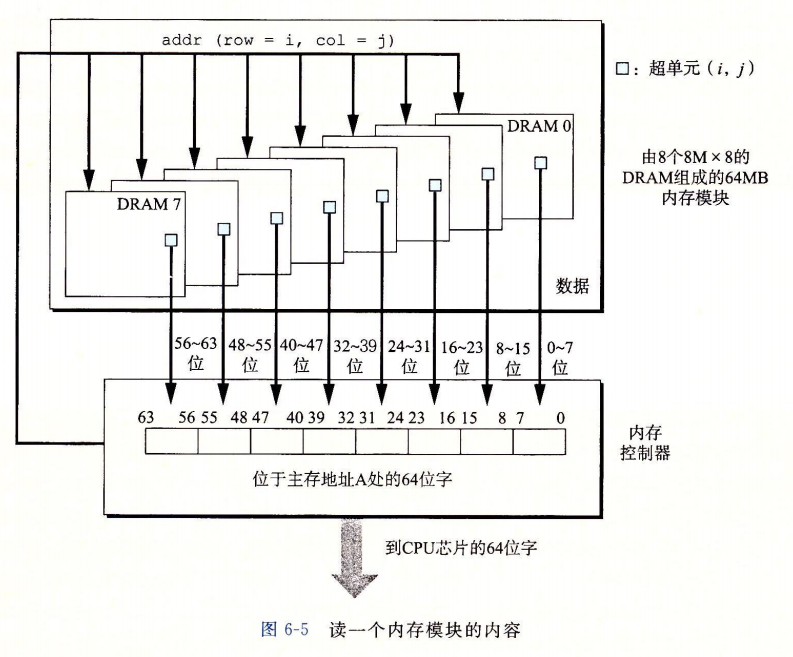 addr (row = i, col = j)
□：超单元（i, j）
DRAM 0
由8个8M×8的
DRAM组成的64MB
内存模块
DRAM 7
数据
56~63
位
48~55
位
40~47
位
32~39
位
24~31
位
16~23
位
8~15
位
0~7
位
63 56 55 48 47 40 39 32 31 24 23 16 15 8 7 0
内存
控制器
位于主存地址A处的64位字
到CPU芯片的64位字
图 6-5 读一个内存模块的内容